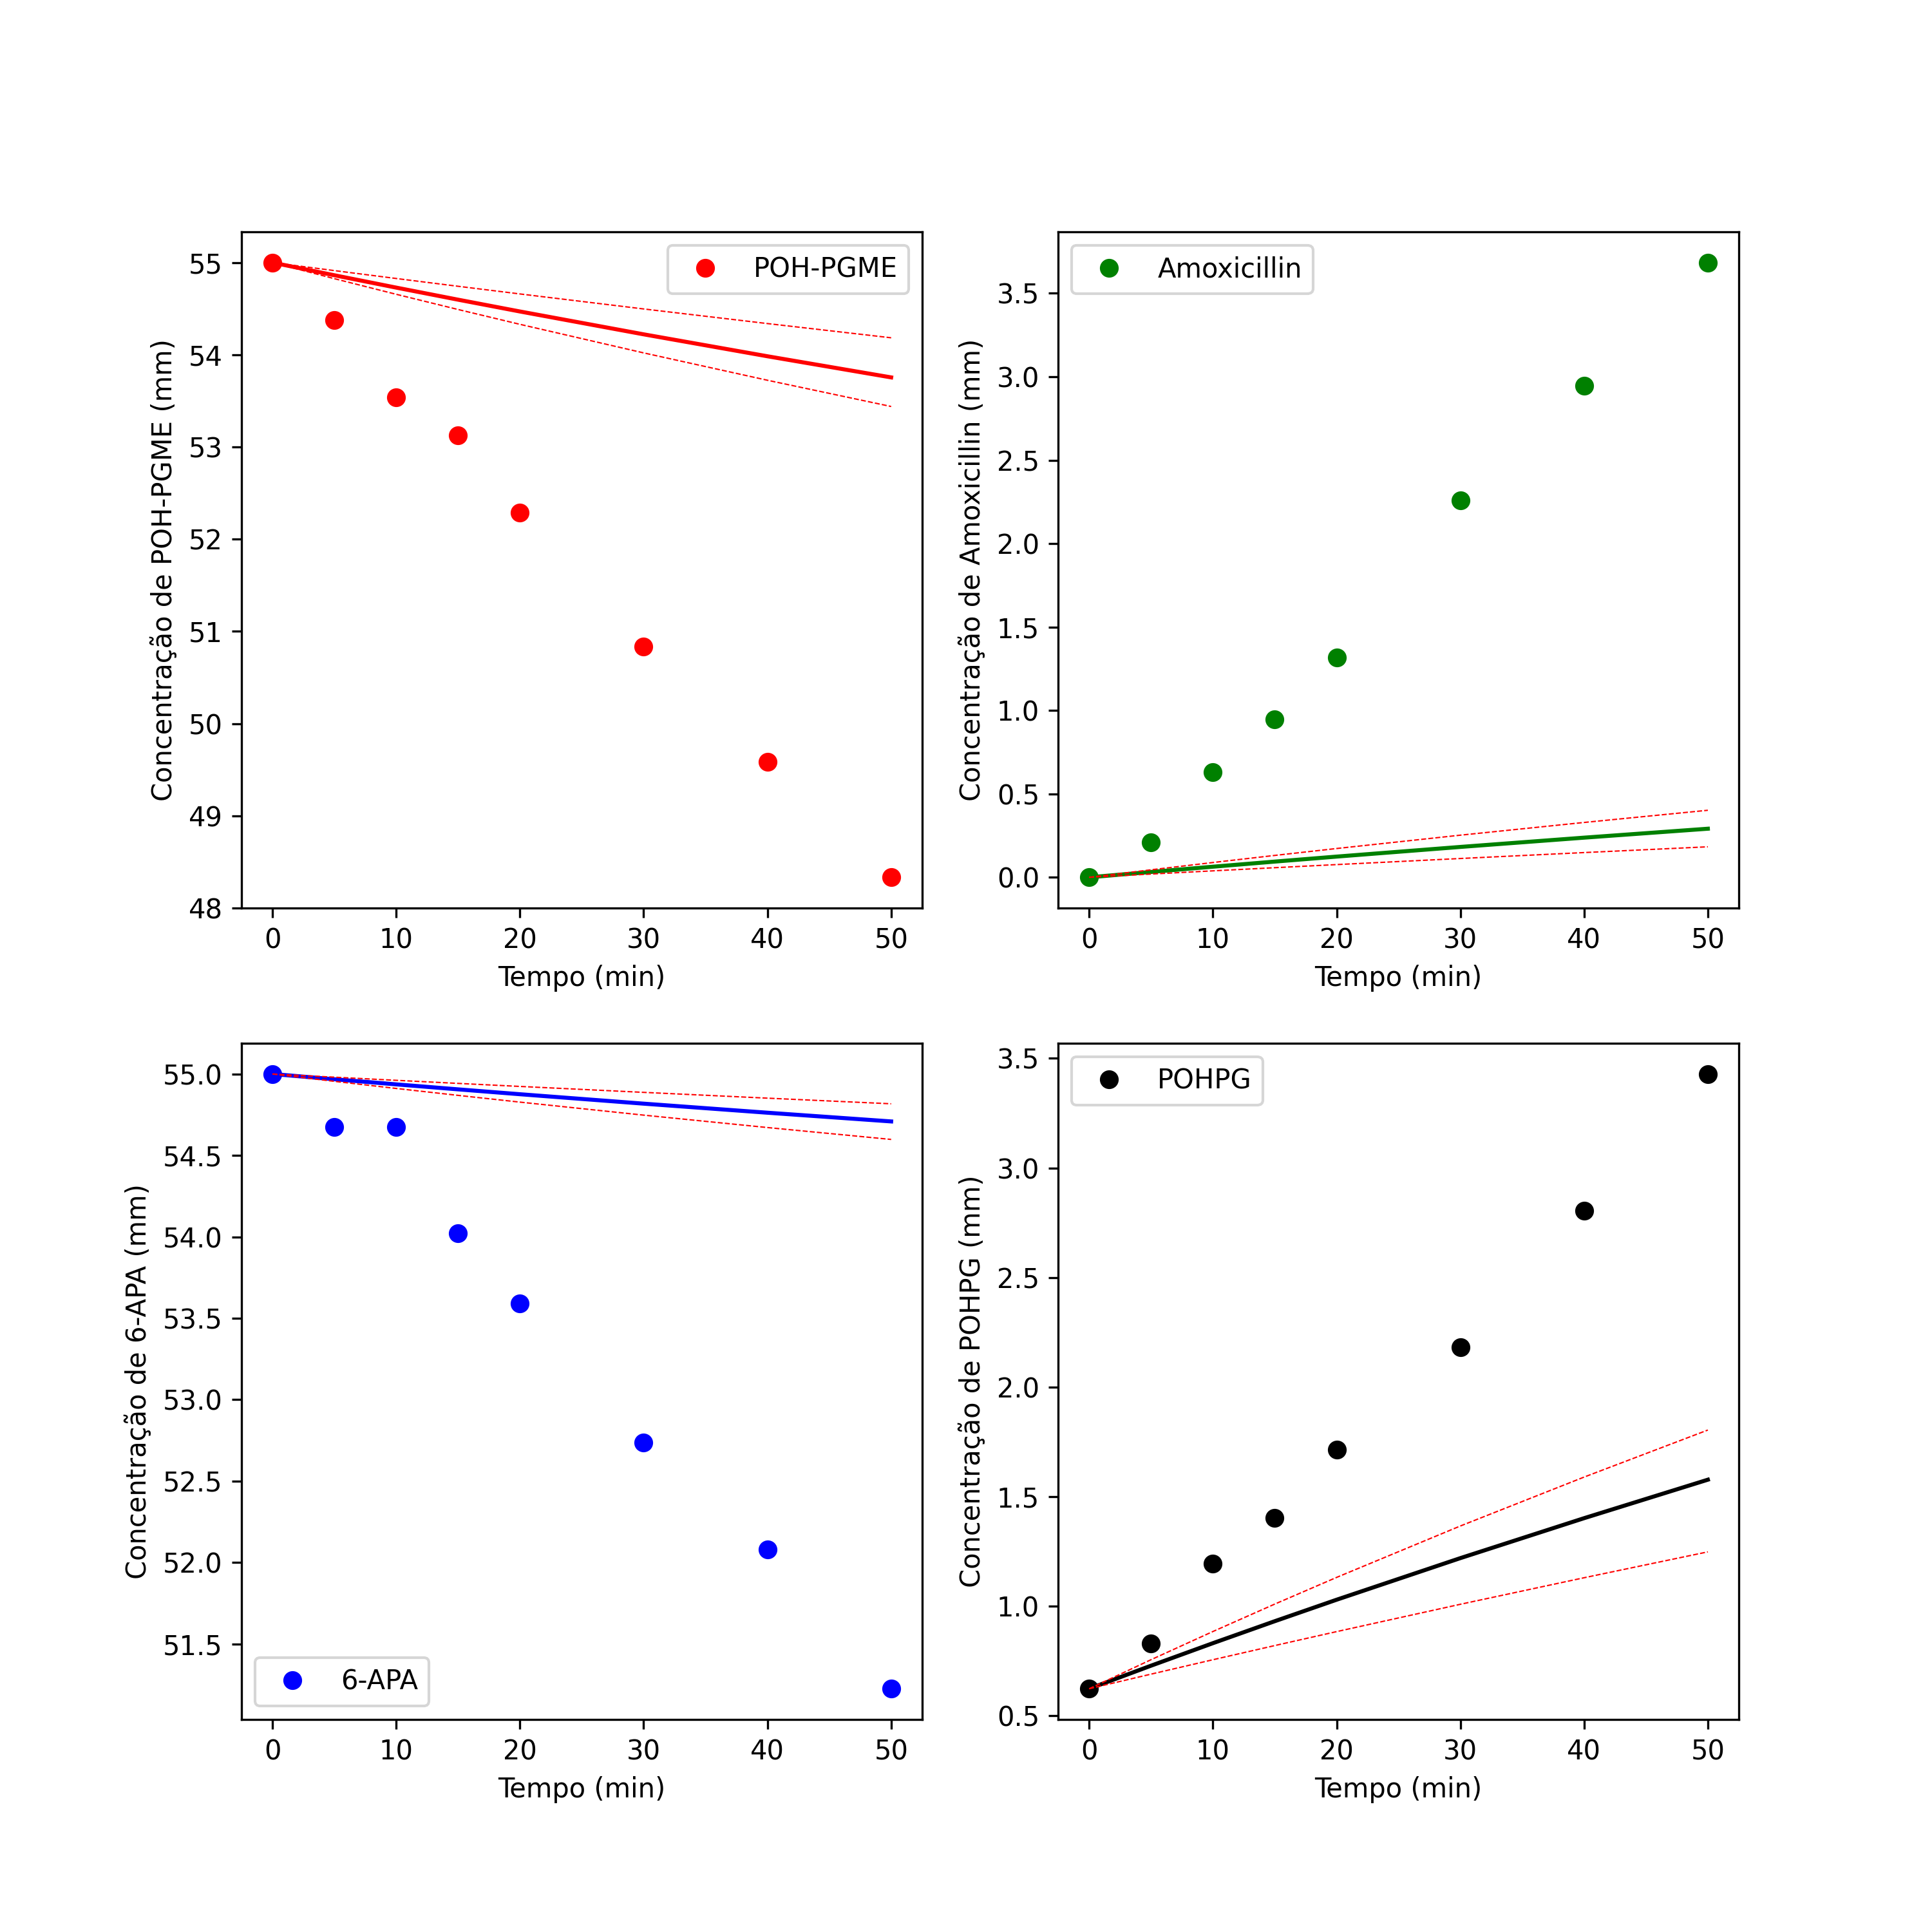 POH-PGME
Concentração de POH-PGME (mm)
55
54
53
52
51
50
49
48
0 10 20 30 40 50
Tempo (min)
Amoxicillin
Concentração de Amoxicillin (mm)
3.5
3.0
2.5
2.0
1.5
1.0
0.5
0.0
0 10 20 30 40 50
Tempo (min)
6-APA
Concentração de 6-APA (mm)
55.0
54.5
54.0
53.5
53.0
52.5
52.0
51.5
0 10 20 30 40 50
Tempo (min)
POHPG
Concentração de POHPG (mm)
3.5
3.0
2.5
2.0
1.5
1.0
0.5
0 10 20 30 40 50
Tempo (min)